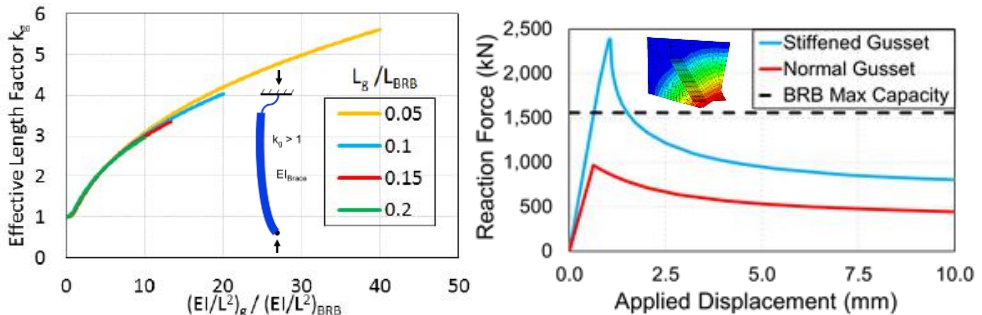 Effective Length Factor kg
6
5
4
3
2
1
0
0 10 20 30 40 50
(EI/L²)g / (EI/L²)BRB
Lg /LBRB
0.05
0.1
0.15
0.2
kg > 1
EIBrace
Reaction Force (kN)
2,500
2,000
1,500
1,000
500
0
0.0 2.5 5.0 7.5 10.0
Applied Displacement (mm)
Stiffened Gusset
Normal Gusset
BRB Max Capacity